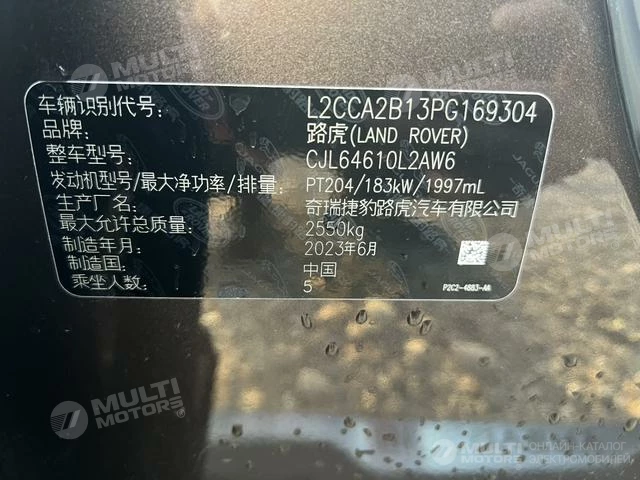 车辆识别代号: L2CCA2B13PG169304
品牌: 路虎(LAND ROVER)
整车型号: CJL64610L2AW6
发动机型号/最大净功率/排量: PT204/183kW/1997mL
生产厂名: 奇瑞捷豹路虎汽车有限公司
最大允许总质量: 2550kg
制造年月: 2023年6月
制造国: 中国
乘坐人数: 5
P2C2-4883-AA
MULTI MOTORS
MULTI MOTORS
ОНЛАЙН-КАТАЛОГ
ЭЛЕКТРОМОБИЛЕЙ